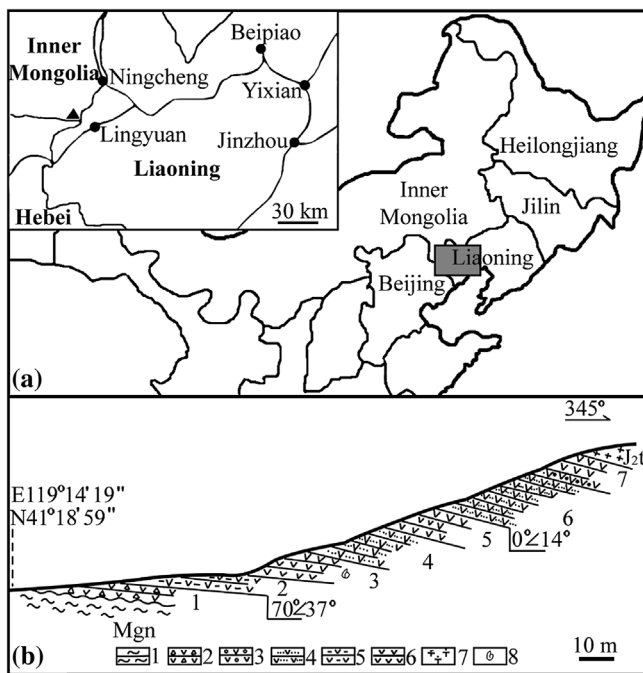 Beipiao
Inner
Mongolia
Ningcheng
Yixian
Lingyuan
Jinzhou
Liaoning
Hebei
30 km
Heilongjiang
Inner
Mongolia
Jilin
Liaoning
Beijing
(a)
345°
J₂t
7
E119°14′19″
N41°18′59″
6
5
0°∠14°
4
3
2
1
70°∠37°
Mgn
(b)
1 2 3 4 5 6 7 8
10 m